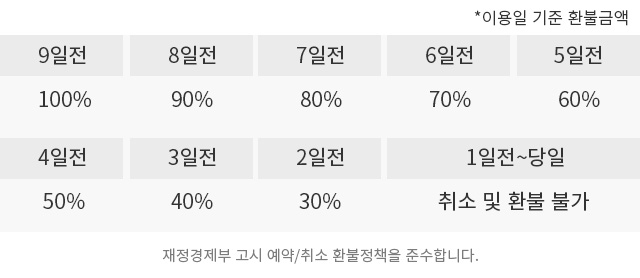 *이용일 기준 환불금액
9일전 8일전 7일전 6일전 5일전
100% 90% 80% 70% 60%
4일전 3일전 2일전 1일전~당일
50% 40% 30% 취소 및 환불 불가
재정경제부 고시 예약/취소 환불정책을 준수합니다.